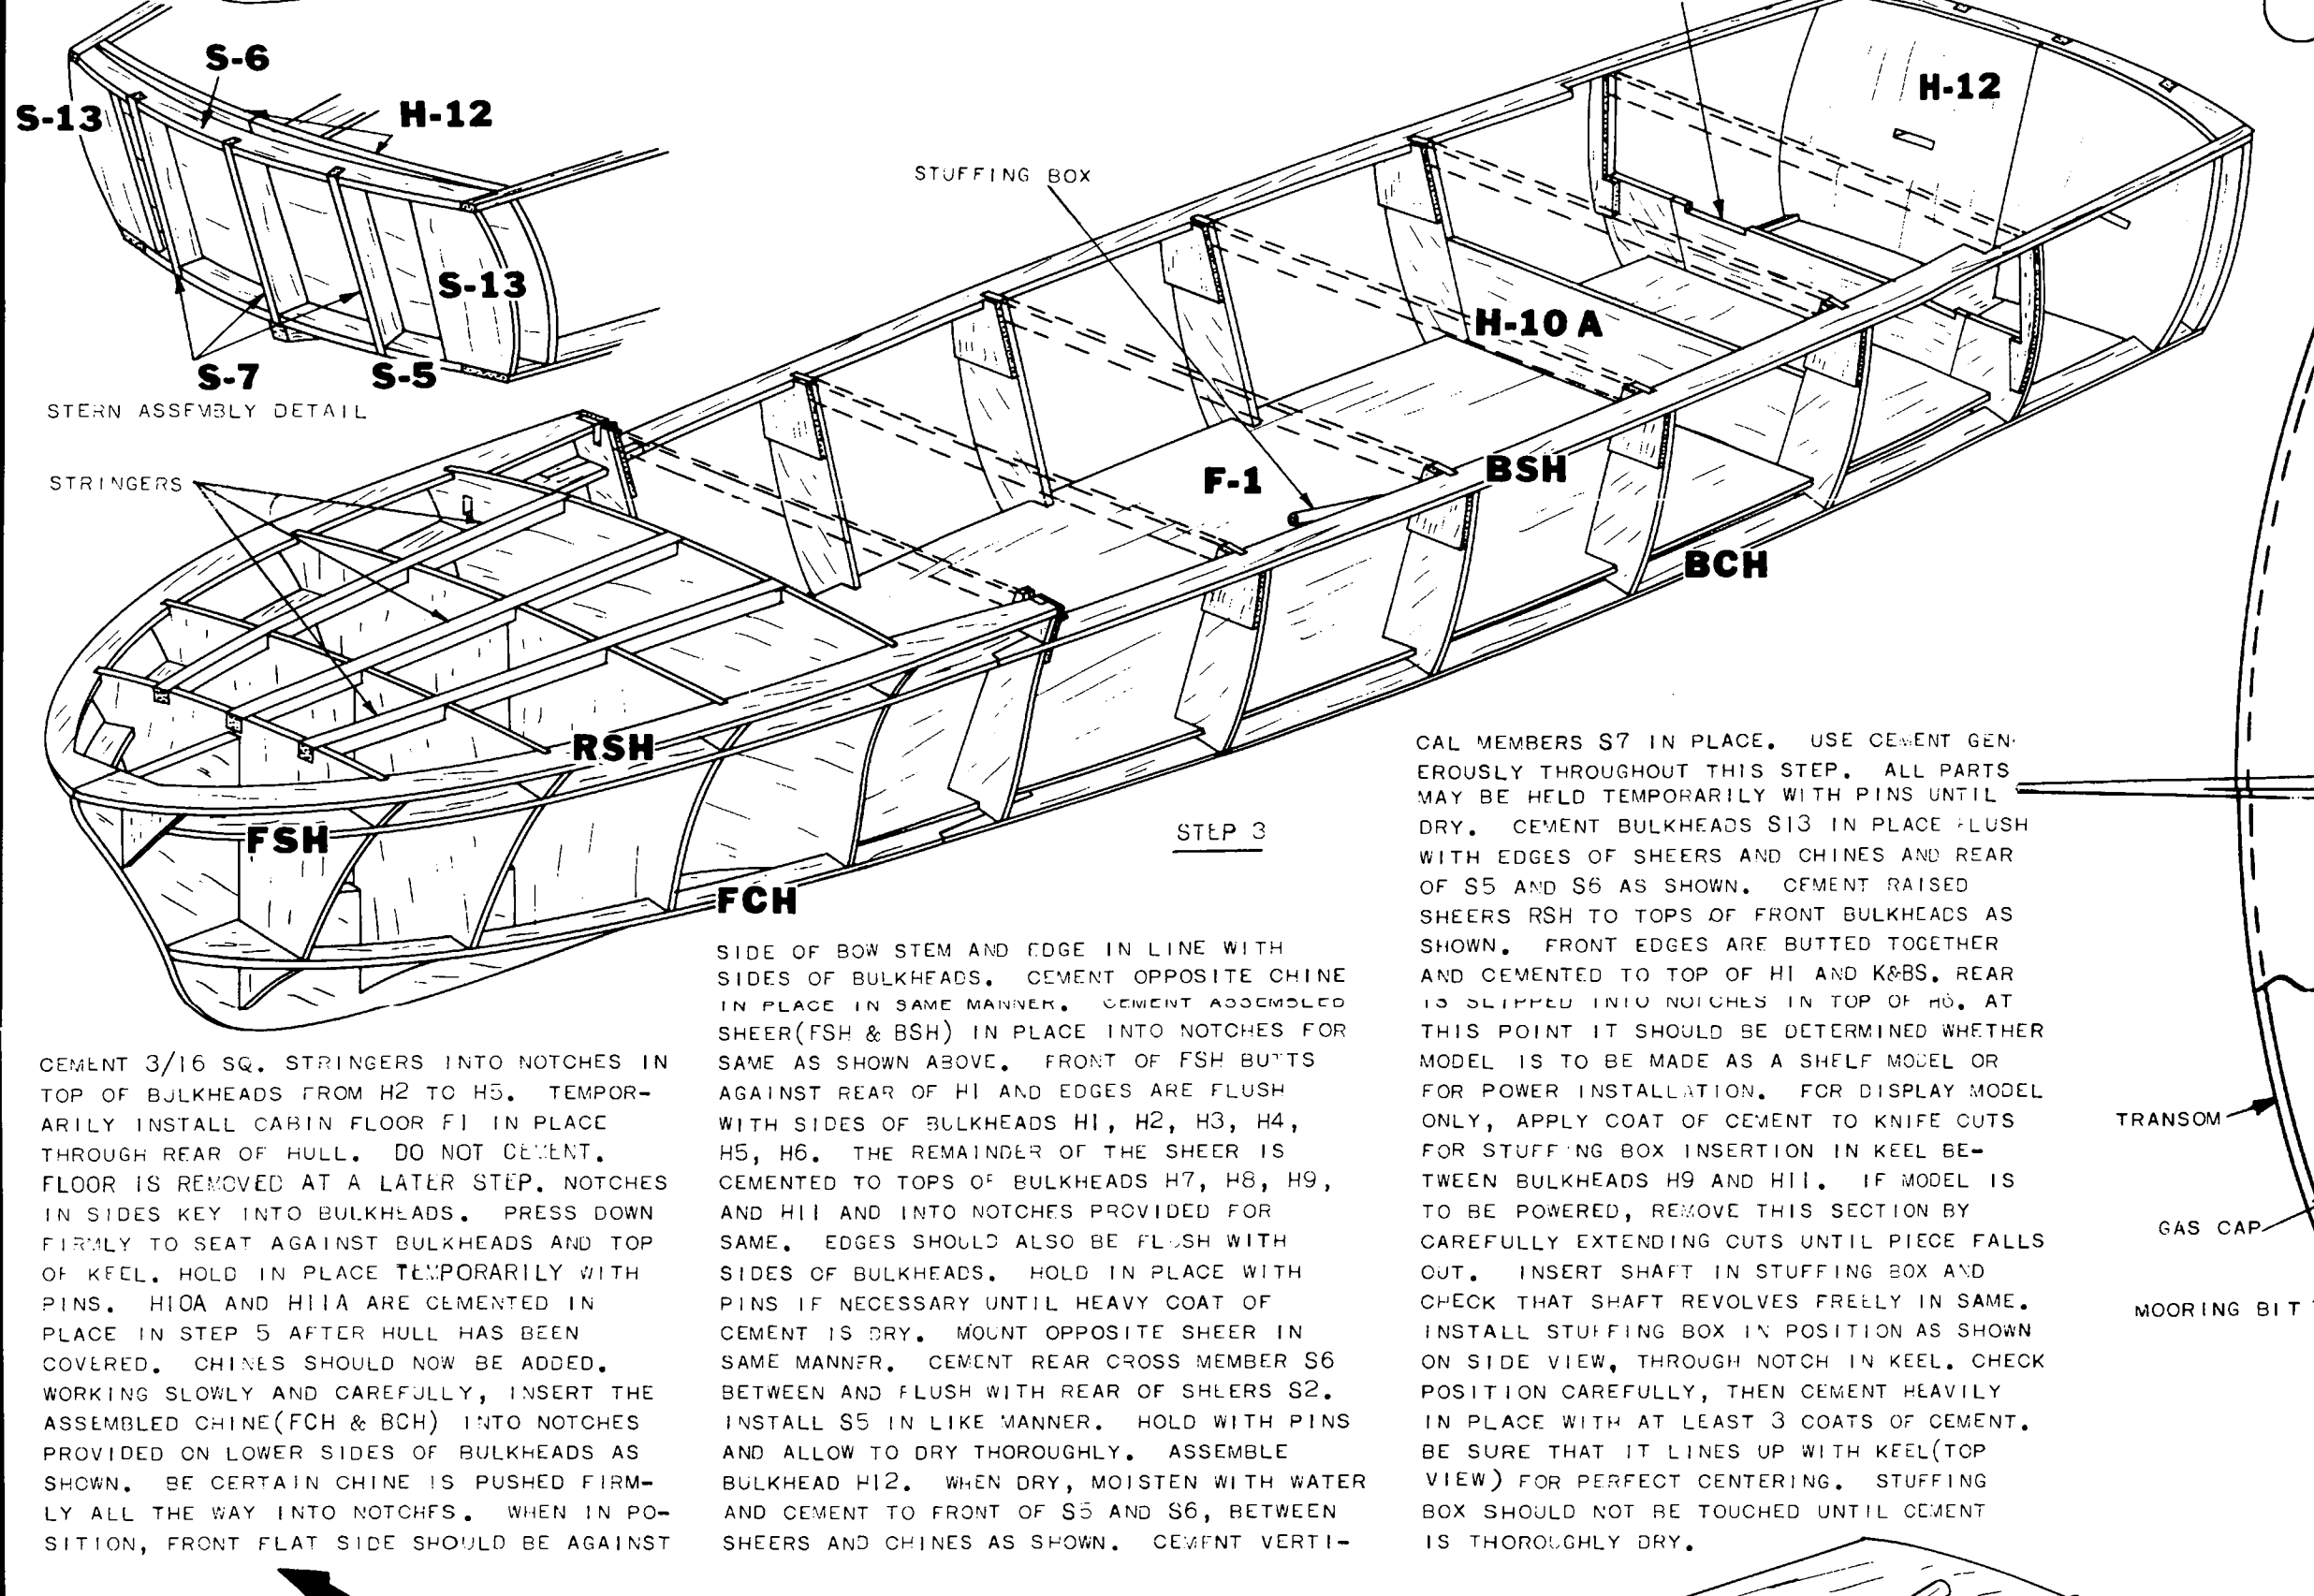 S-6
S-13
H-12
S-13
S-7
S-5
STERN ASSEMBLY DETAIL
STRINGERS
STUFFING BOX
H-12
H-10 A
F-1
BSH
BCH
RSH
FSH
FCH
STEP 3
CEMENT 3/16 SQ. STRINGERS INTO NOTCHES IN
TOP OF BULKHEADS FROM H2 TO H5. TEMPOR-
ARILY INSTALL CABIN FLOOR F1 IN PLACE
THROUGH REAR OF HULL. DO NOT CEMENT.
FLOOR IS REMOVED AT A LATER STEP. NOTCHES
IN SIDES KEY INTO BULKHEADS. PRESS DOWN
FIRMLY TO SEAT AGAINST BULKHEADS AND TOP
OF KEEL. HOLD IN PLACE TEMPORARILY WITH
PINS. H10A AND H11A ARE CEMENTED IN
PLACE IN STEP 5 AFTER HULL HAS BEEN
COVERED. CHINES SHOULD NOW BE ADDED.
WORKING SLOWLY AND CAREFULLY, INSERT THE
ASSEMBLED CHINE(FCH & BCH) INTO NOTCHES
PROVIDED ON LOWER SIDES OF BULKHEADS AS
SHOWN. BE CERTAIN CHINE IS PUSHED FIRM-
LY ALL THE WAY INTO NOTCHES. WHEN IN PO-
SITION, FRONT FLAT SIDE SHOULD BE AGAINST
SIDE OF BOW STEM AND EDGE IN LINE WITH
SIDES OF BULKHEADS. CEMENT OPPOSITE CHINE
IN PLACE IN SAME MANNER. CEMENT ASSEMBLED
SHEER(FSH & BSH) IN PLACE INTO NOTCHES FOR
SAME AS SHOWN ABOVE. FRONT OF FSH BUTTS
AGAINST REAR OF H1 AND EDGES ARE FLUSH
WITH SIDES OF BULKHEADS H1, H2, H3, H4,
H5, H6. THE REMAINDER OF THE SHEER IS
CEMENTED TO TOPS OF BULKHEADS H7, H8, H9,
AND H11 AND INTO NOTCHES PROVIDED FOR
SAME. EDGES SHOULD ALSO BE FLUSH WITH
SIDES OF BULKHEADS. HOLD IN PLACE WITH
PINS IF NECESSARY UNTIL HEAVY COAT OF
CEMENT IS DRY. MOUNT OPPOSITE SHEER IN
SAME MANNER. CEMENT REAR CROSS MEMBER S6
BETWEEN AND FLUSH WITH REAR OF SHEERS S2.
INSTALL S5 IN LIKE MANNER. HOLD WITH PINS
AND ALLOW TO DRY THOROUGHLY. ASSEMBLE
BULKHEAD H12. WHEN DRY, MOISTEN WITH WATER
AND CEMENT TO FRONT OF S5 AND S6, BETWEEN
SHEERS AND CHINES AS SHOWN. CEMENT VERTI-
CAL MEMBERS S7 IN PLACE. USE CEMENT GEN-
EROUSLY THROUGHOUT THIS STEP. ALL PARTS
MAY BE HELD TEMPORARILY WITH PINS UNTIL
DRY. CEMENT BULKHEADS S13 IN PLACE FLUSH
WITH EDGES OF SHEERS AND CHINES AND REAR
OF S5 AND S6 AS SHOWN. CEMENT RAISED
SHEERS RSH TO TOPS OF FRONT BULKHEADS AS
SHOWN. FRONT EDGES ARE BUTTED TOGETHER
AND CEMENTED TO TOP OF H1 AND K&BS. REAR
IS SLIPPED INTO NOTCHES IN TOP OF H6. AT
THIS POINT IT SHOULD BE DETERMINED WHETHER
MODEL IS TO BE MADE AS A SHELF MODEL OR
FOR POWER INSTALLATION. FOR DISPLAY MODEL
ONLY, APPLY COAT OF CEMENT TO KNIFE CUTS
FOR STUFFING BOX INSERTION IN KEEL BE-
TWEEN BULKHEADS H9 AND H11. IF MODEL IS
TO BE POWERED, REMOVE THIS SECTION BY
CAREFULLY EXTENDING CUTS UNTIL PIECE FALLS
OUT. INSERT SHAFT IN STUFFING BOX AND
CHECK THAT SHAFT REVOLVES FREELY IN SAME.
INSTALL STUFFING BOX IN POSITION AS SHOWN
ON SIDE VIEW, THROUGH NOTCH IN KEEL. CHECK
POSITION CAREFULLY, THEN CEMENT HEAVILY
IN PLACE WITH AT LEAST 3 COATS OF CEMENT.
BE SURE THAT IT LINES UP WITH KEEL(TOP
VIEW) FOR PERFECT CENTERING. STUFFING
BOX SHOULD NOT BE TOUCHED UNTIL CEMENT
IS THOROUGHLY DRY.
TRANSOM
GAS CAP
MOORING BIT